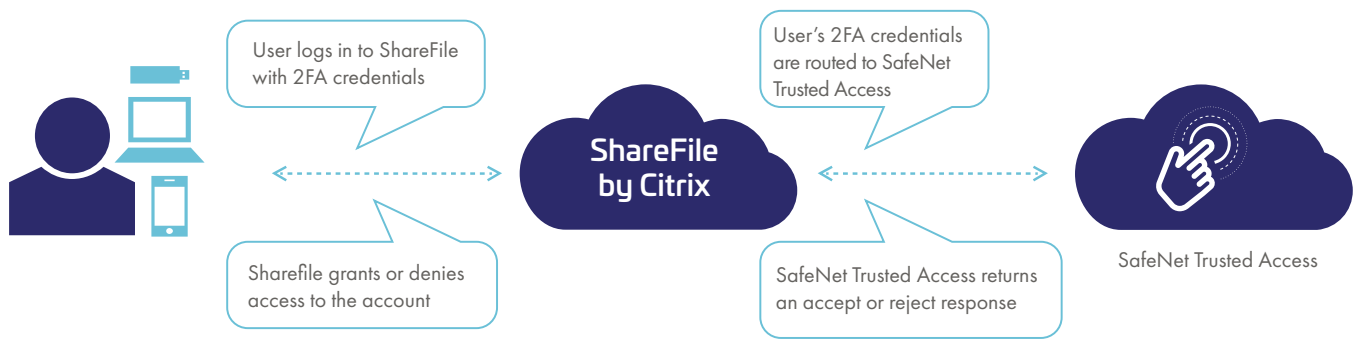 User logs in to ShareFile
with 2FA credentials
User's 2FA credentials
are routed to SafeNet
Trusted Access
ShareFile
by Citrix
Sharefile grants or denies
access to the account
SafeNet Trusted Access returns
an accept or reject response
SafeNet Trusted Access